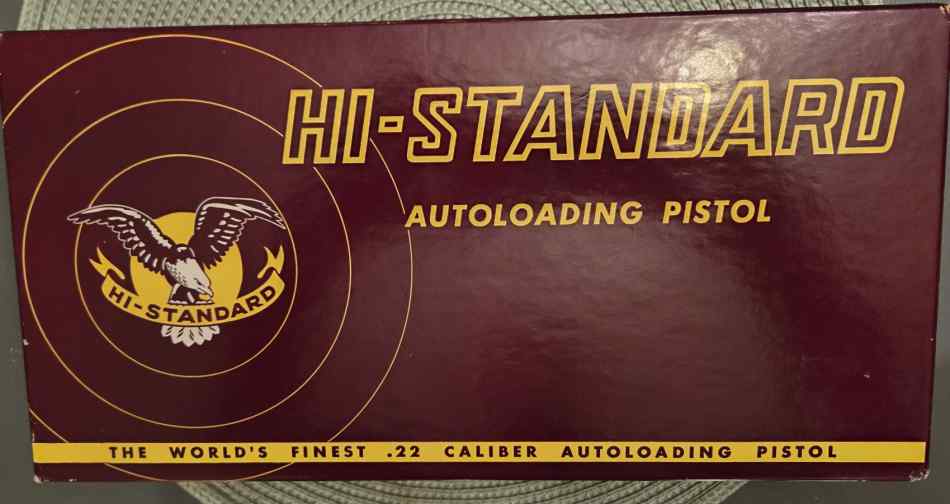 HI-STANDARD
AUTOLOADING PISTOL
HI-STANDARD
THE WORLD'S FINEST .22 CALIBER AUTOLOADING PISTOL